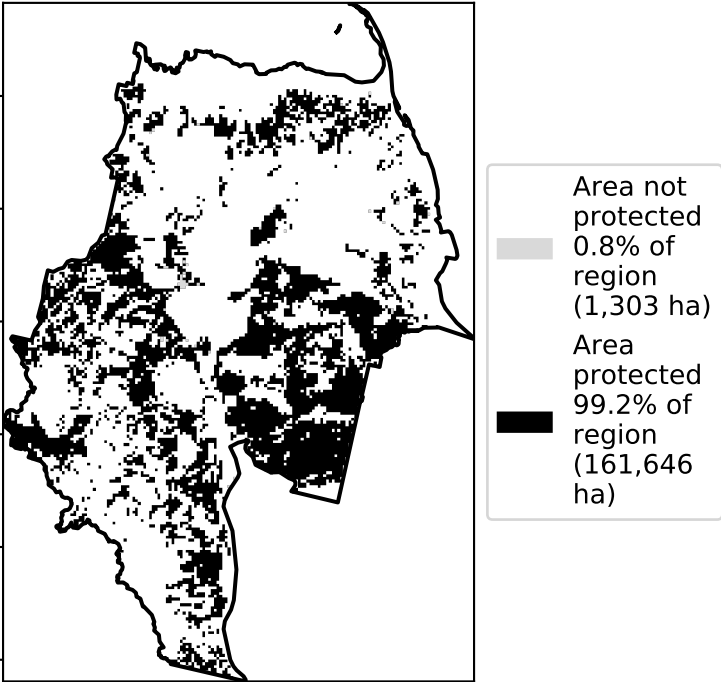 Area not
protected
0.8% of
region
(1,303 ha)
Area
protected
99.2% of
region
(161,646
ha)